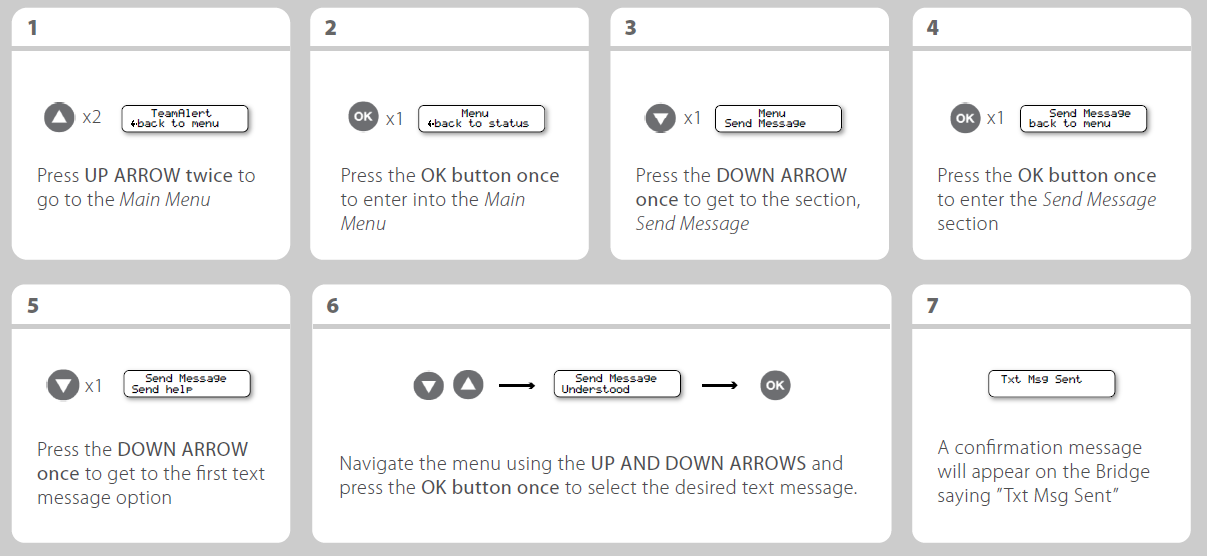 1
x2
TeamAlert
back to menu
Press UP ARROW twice to
go to the Main Menu
2
OK x1
Menu
back to status
Press the OK button once
to enter into the Main
Menu
3
x1
Menu
Send Message
Press the DOWN ARROW
once to get to the section,
Send Message
4
OK x1
Send Message
back to menu
Press the OK button once
to enter the Send Message
section
5
x1
Send Message
Send help
Press the DOWN ARROW
once to get to the first text
message option
6
Send Message
Understood
OK
Navigate the menu using the UP AND DOWN ARROWS and
press the OK button once to select the desired text message.
7
Txt Msg Sent
A confirmation message
will appear on the Bridge
saying ”Txt Msg Sent”